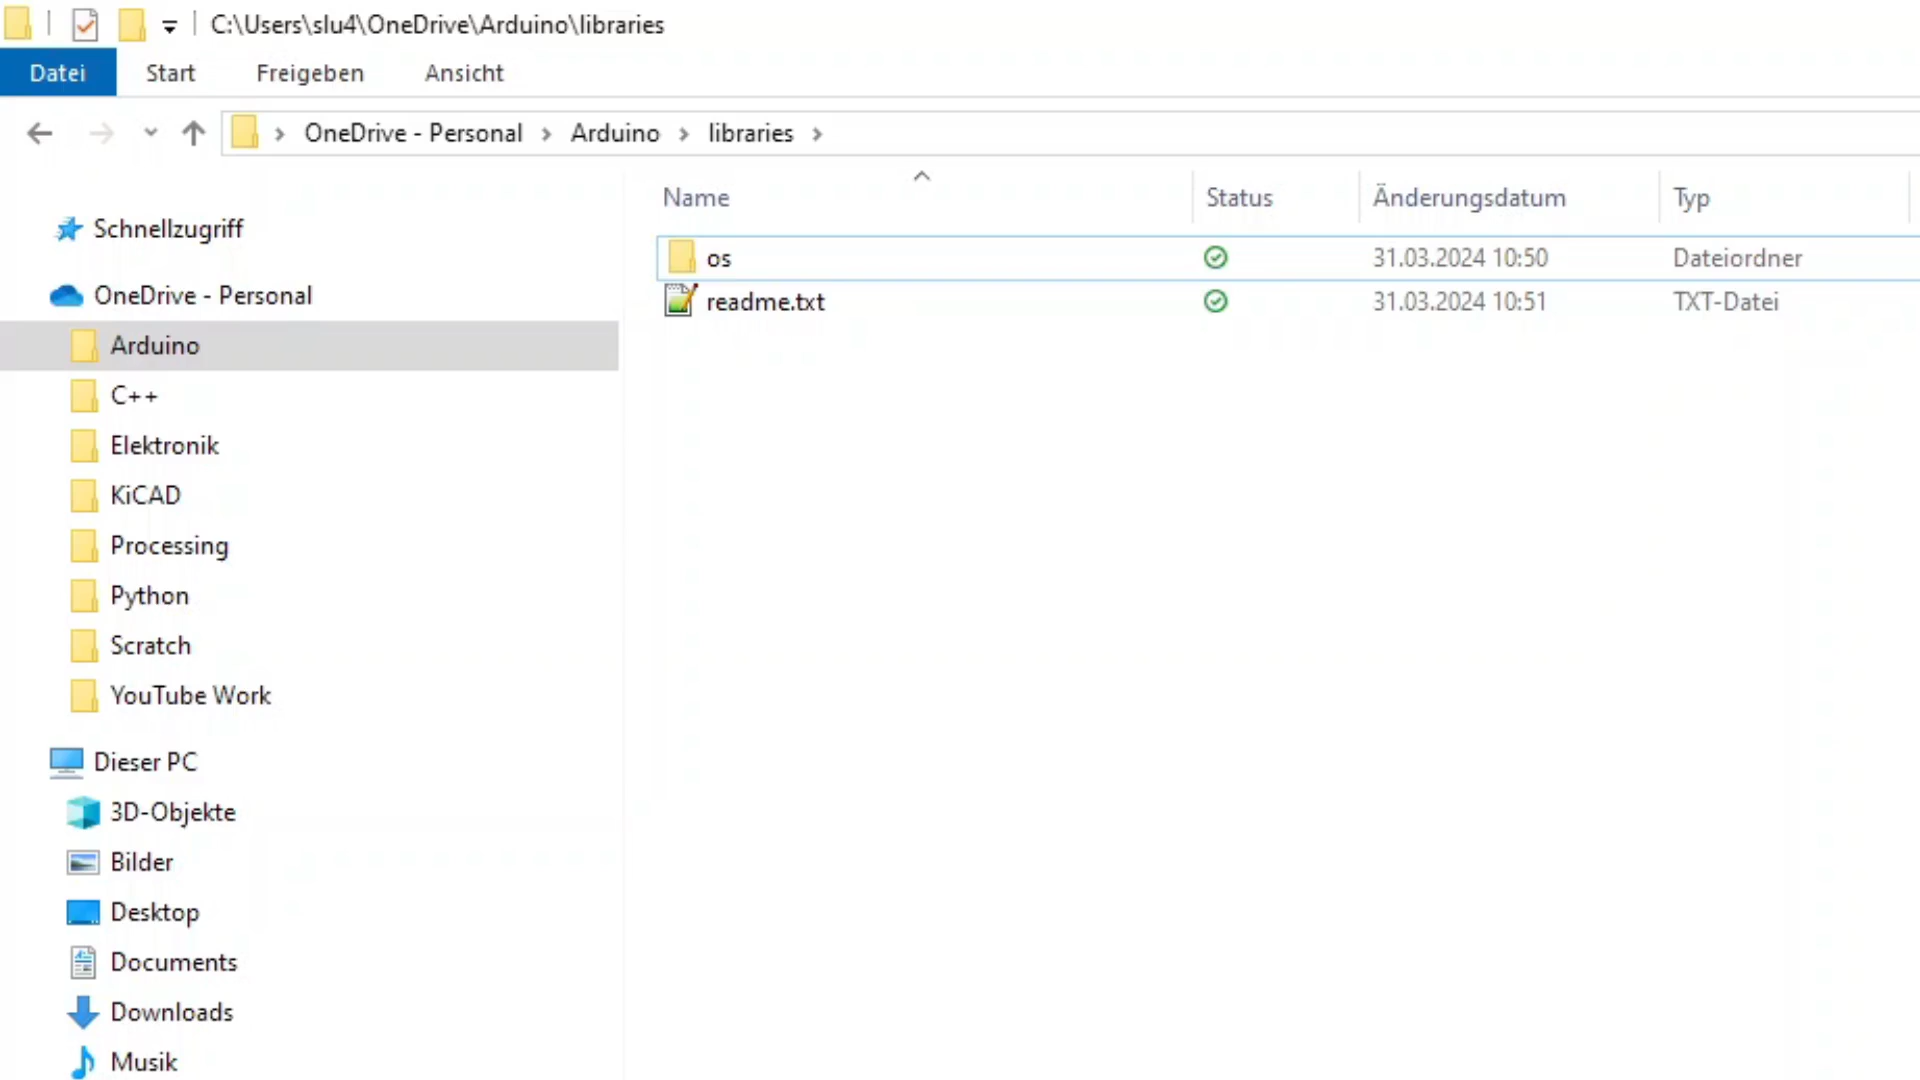 C:\Users\slu4\OneDrive\Arduino\libraries
Datei Start Freigeben Ansicht
OneDrive - Personal Arduino libraries
Name Status Änderungsdatum Typ
os 31.03.2024 10:50 Dateiordner
readme.txt 31.03.2024 10:51 TXT-Datei
Schnellzugriff
OneDrive - Personal
Arduino
C++
Elektronik
KiCAD
Processing
Python
Scratch
YouTube Work
Dieser PC
3D-Objekte
Bilder
Desktop
Documents
Downloads
Musik